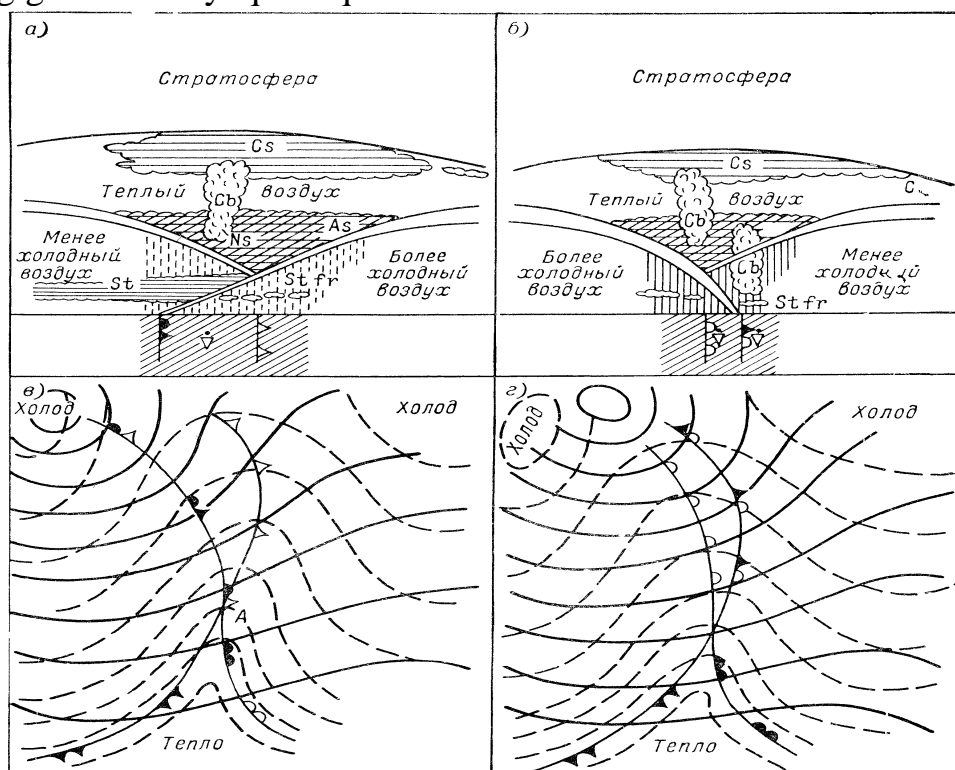 а)
Стратосфера
Cs
Теплый воздух
Cb
Ns
As
Менее
холодный
воздух
Более
холодный
воздух
St
St fr
б)
Стратосфера
Cs
C
Теплый воздух
Cb
Более
холодный
воздух
Cb
Менее
холодный
воздух
St fr
в)
Холод
Холод
A
Тепло
г)
Холод
Холод
Тепло